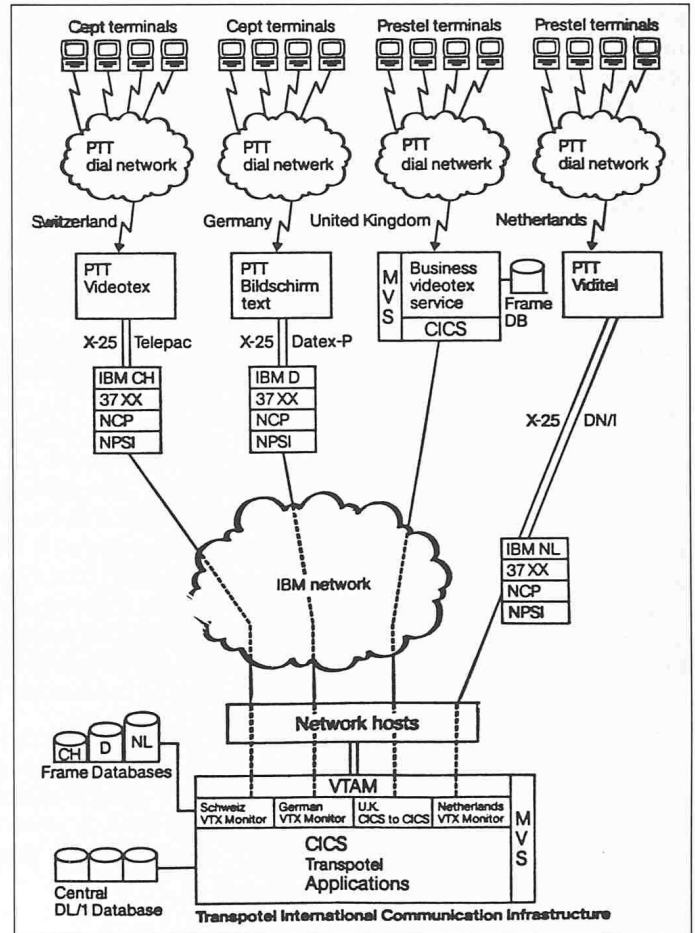 Cept terminals Cept terminals Prestel terminals Prestel terminals
PTT dial network
PTT dial netwerk
PTT dial network
PTT dial network
Switzerland Germany United Kingdom Netherlands
PTT
Videotex
PTT
Bildschirm
text
MVS
Business
videotex
service
CICS
Frame
DB
PTT
Viditel
X-25 Telepac
X-25 Datex-P
X-25 DN/I
IBM CH
37 XX
NCP
NPSI
IBM D
37 XX
NCP
NPSI
IBM NL
37 XX
NCP
NPSI
IBM network
Network hosts
CH D NL
Frame Databases
VTAM
Schweiz
VTX Monitor
German
VTX Monitor
U.K.
CICS to CICS
Netherlands
VTX Monitor
MVS
CICS
Transpotel
Applications
Central
DL/1 Database
Transpotel International Communication Infrastructure